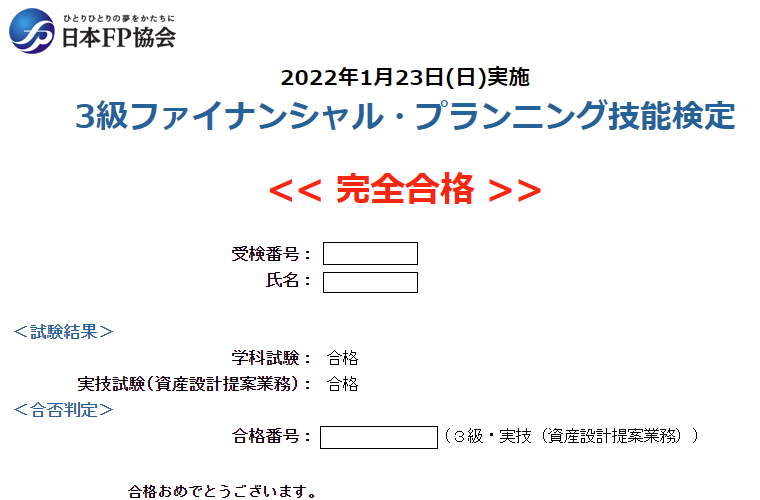 ひとりひとりの夢をかたちに
日本FP協会
2022年1月23日(日)実施
3級ファイナンシャル・プランニング技能検定
<< 完全合格 >>
受検番号：
氏名：
＜試験結果＞
学科試験： 合格
実技試験(資産設計提案業務)： 合格
＜合否判定＞
合格番号： （３級・実技（資産設計提案業務））
合格おめでとうございます。